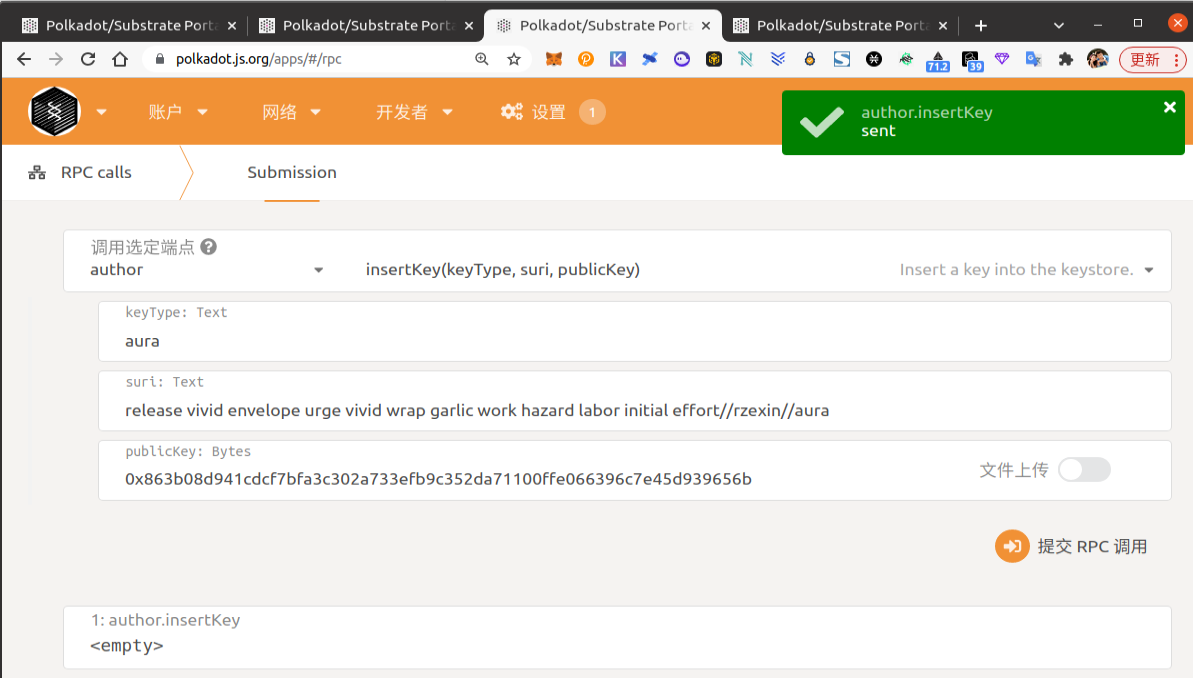 Polkadot/Substrate Porta
Polkadot/Substrate Porta
Polkadot/Substrate Porta
Polkadot/Substrate Porta
polkadot.js.org/apps/#/rpc
71.2
39
更新
账户
网络
开发者
设置
1
author.insertKey
sent
RPC calls
Submission
调用选定端点
author
insertKey(keyType, suri, publicKey)
Insert a key into the keystore.
keyType: Text
aura
suri: Text
release vivid envelope urge vivid wrap garlic work hazard labor initial effort//rzexin//aura
publicKey: Bytes
0x863b08d941cdcf7bfa3c302a733efb9c352da71100ffe066396c7e45d939656b
文件上传
提交 RPC 调用
1: author.insertKey
<empty>